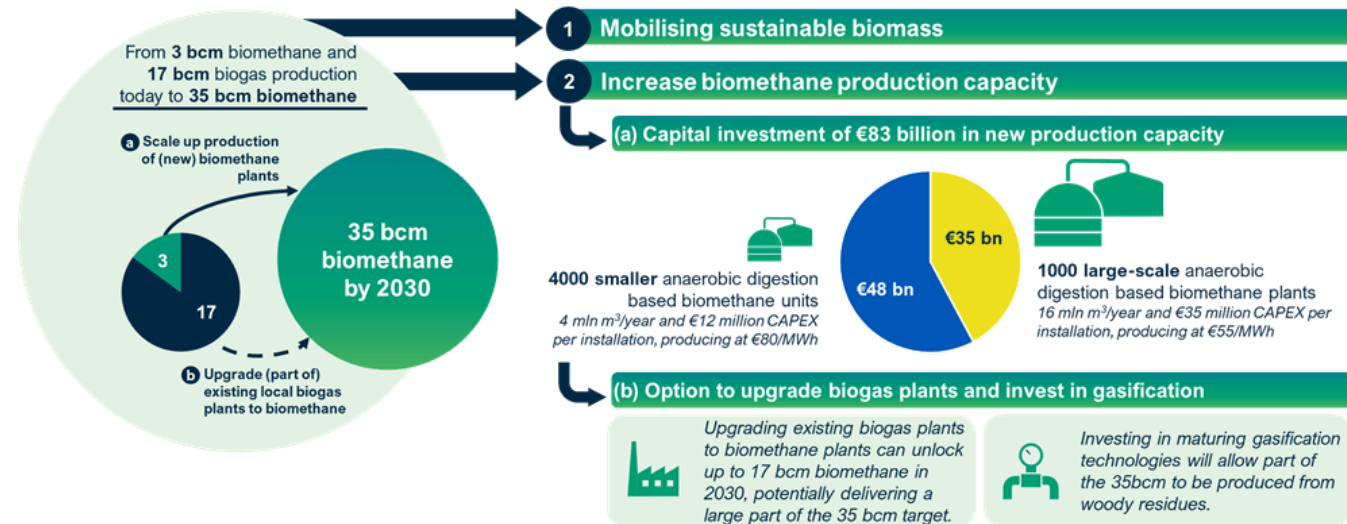 From 3 bcm biomethane and
17 bcm biogas production
today to 35 bcm biomethane
a Scale up production
of (new) biomethane
plants
3
17
35 bcm
biomethane
by 2030
b Upgrade (part of)
existing local biogas
plants to biomethane
1 Mobilising sustainable biomass
2 Increase biomethane production capacity
(a) Capital investment of €83 billion in new production capacity
4000 smaller anaerobic digestion
based biomethane units
4 mln m³/year and €12 million CAPEX
per installation, producing at €80/MWh
€48 bn
€35 bn
1000 large-scale anaerobic
digestion based biomethane plants
16 mln m³/year and €35 million CAPEX per
installation, producing at €55/MWh
(b) Option to upgrade biogas plants and invest in gasification
Upgrading existing biogas plants
to biomethane plants can unlock
up to 17 bcm biomethane in
2030, potentially delivering a
large part of the 35 bcm target.
Investing in maturing gasification
technologies will allow part of
the 35bcm to be produced from
woody residues.